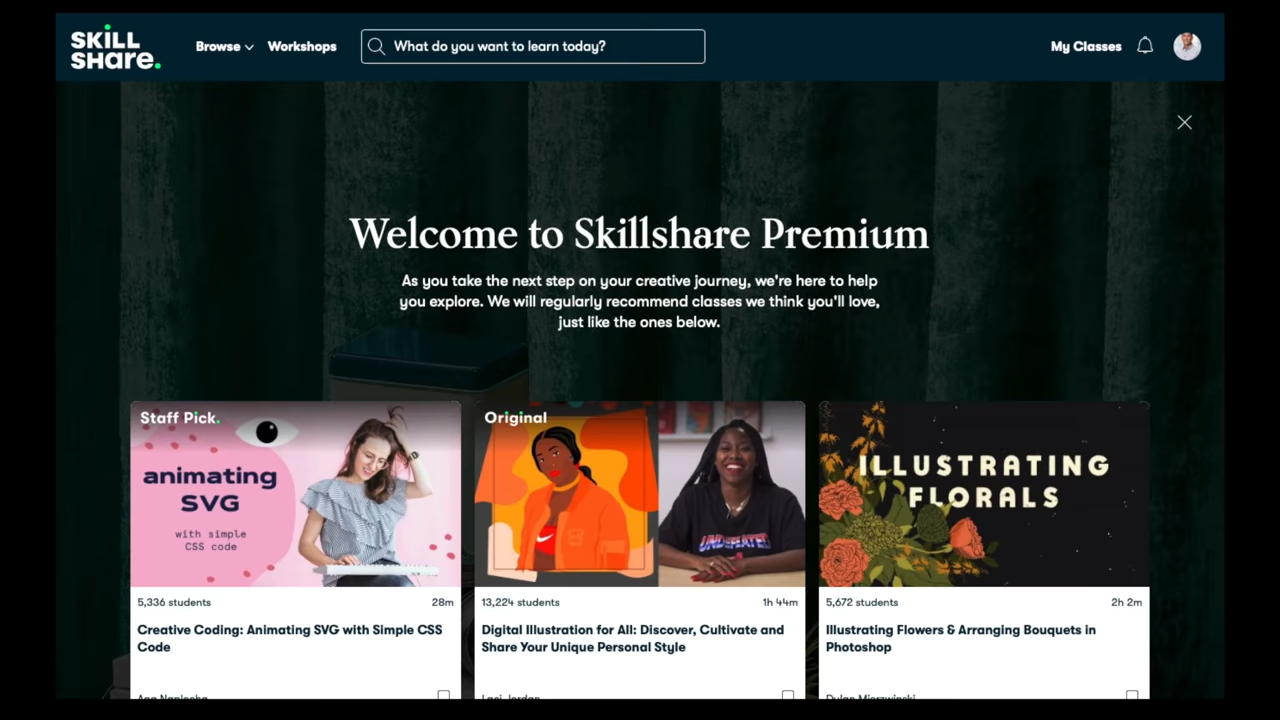 SKILL
SHARE.
Browse
Workshops
What do you want to learn today?
My Classes
Welcome to Skillshare Premium
As you take the next step on your creative journey, we're here to help
you explore. We will regularly recommend classes we think you'll love,
just like the ones below.
Staff Pick.
animating
SVG
with simple
CSS code
5,336 students
28m
Creative Coding: Animating SVG with Simple CSS
Code
Original
UNDEFEATED
13,224 students
1h 44m
Digital Illustration for All: Discover, Cultivate and
Share Your Unique Personal Style
ILLUSTRATING
FLORALS
5,672 students
2h 2m
Illustrating Flowers & Arranging Bouquets in
Photoshop